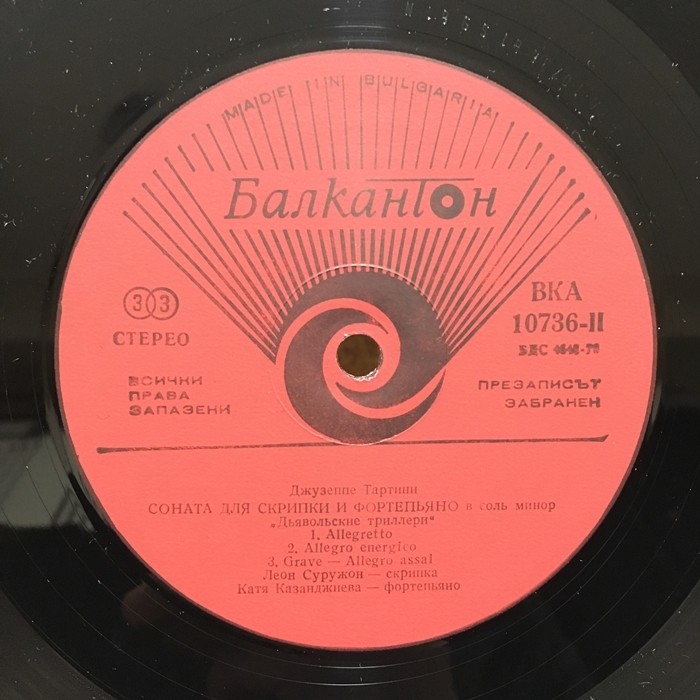 MADE IN BULGARIA
Балкантон
33
СТЕРЕО
ВКА
10736-II
БДС
ВСИЧКИ
ПРАВА
ЗАПАЗЕНИ
ПРЕЗАПИСЪТ
ЗАБРАНЕН
Джузеппе Тартини
СОНАТА ДЛЯ СКРИПКИ И ФОРТЕПЬЯНО в соль минор
„Дьявольские триллери“
1. Allegretto
2. Allegro energico
3. Grave — Allegro assai
Леон Суружон — скрипка
Катя Казанджиева — фортепьяно